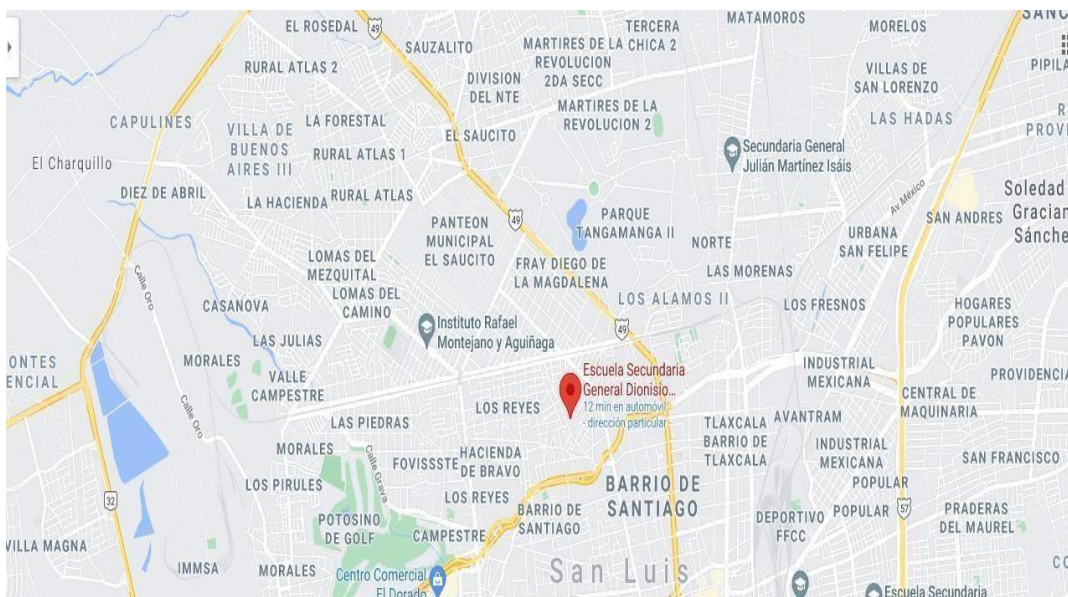 EL ROSEDAL
49
SAUZALITO
RURAL ATLAS 2
MARTIRES DE LA
REVOLUCION
2DA SECC
TERCERA
CHICA 2
MATAMOROS
MORELOS
PIPILA
DIVISION
DEL NTE
VILLAS DE
SAN LORENZO
MARTIRES DE LA
REVOLUCION 2
LAS HADAS
CAPULINES
VILLA DE
BUENOS
AIRES III
LA FORESTAL
EL SAUCITO
El Charquillo
RURAL ATLAS 1
Secundaria General
Julián Martínez Isáis
DIEZ DE ABRIL
LA HACIENDA
RURAL ATLAS
Av México
Soledad
Gracian
Sánche
SAN ANDRES
PANTEON
MUNICIPAL
EL SAUCITO
49
PARQUE
TANGAMANGA II
NORTE
URBANA
SAN FELIPE
LOMAS DEL
MEZQUITAL
FRAY DIEGO DE
LA MAGDALENA
LAS MORENAS
Calle Oro
CASANOVA
LOMAS DEL
CAMINO
LOS ALAMOS II
LOS FRESNOS
HOGARES
POPULARES
PAVON
LAS JULIAS
Instituto Rafael
Montejano y Aguiñaga
49
MORALES
VALLE
CAMPESTRE
Escuela Secundaria
General Dionisio...
12 min en automóvil
- dirección particular
INDUSTRIAL
MEXICANA
PROVIDENCIA
Calle Oro
LOS REYES
CENTRAL DE
MAQUINARIA
LAS PIEDRAS
TLAXCALA
BARRIO DE
TLAXCALA
AVANTRAM
MORALES
Calle Grava
FOVISSSTE
HACIENDA
DE BRAVO
INDUSTRIAL
MEXICANA
SAN FRANCISCO
LOS PIRULES
LOS REYES
BARRIO DE
SANTIAGO
POPULAR
32
POTOSINO
DE GOLF
CAMPESTRE
BARRIO DE
SANTIAGO
DEPORTIVO
FFCC
POPULAR
57
PRADERAS
DEL MAUREL
VILLA MAGNA
IMMSA
MORALES
Centro Comercial
El Dorado
San Luis
Escuela Secundaria